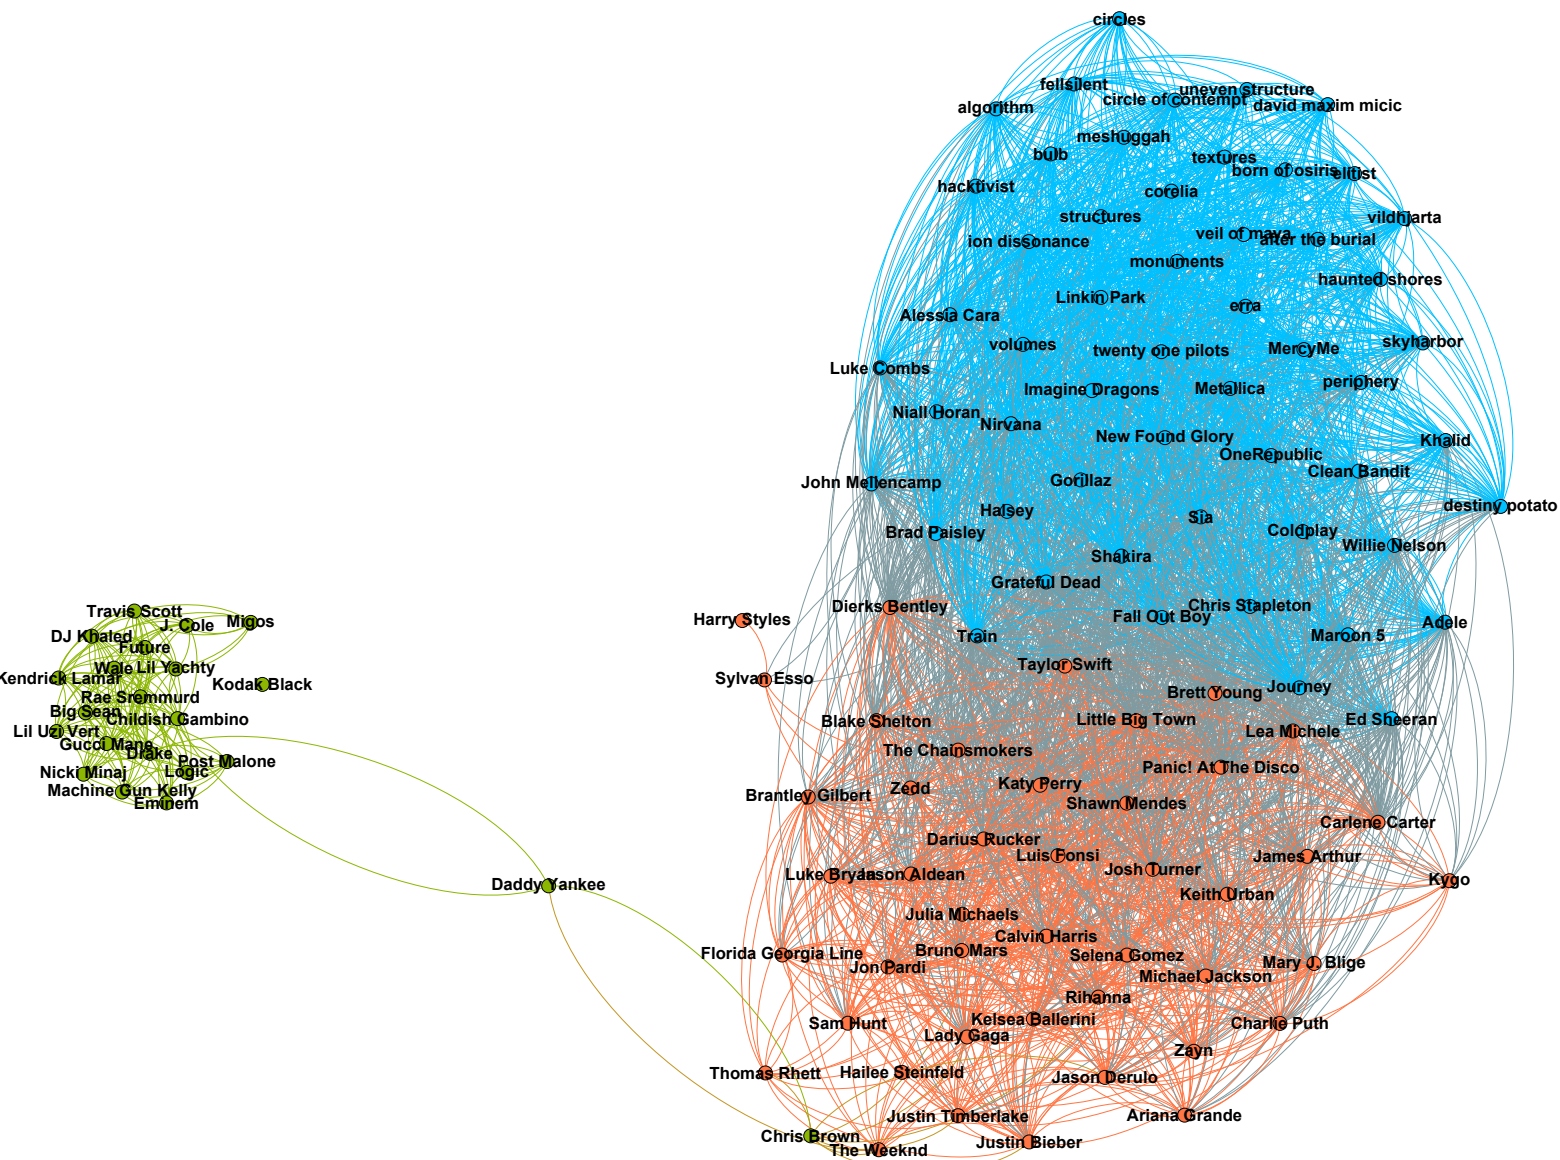 circles
fellsilent
uneven structure
circle of contempt
david maxim micic
algorithm
meshuggah
bulb
textures
born of osiris
elitist
hacktivist
corelia
structures
vildhjarta
veil of maya
after the burial
ion dissonance
monuments
haunted shores
Linkin Park
erra
Alessia Cara
skyharbor
volumes
twenty one pilots
MercyMe
Luke Combs
periphery
Imagine Dragons
Metallica
Niall Horan
Nirvana
New Found Glory
Khalid
OneRepublic
Clean Bandit
John Mellencamp
Gorillaz
destiny potato
Halsey
Sia
Brad Paisley
Coldplay
Willie Nelson
Shakira
Grateful Dead
Dierks Bentley
Chris Stapleton
Fall Out Boy
Harry Styles
Adele
Train
Maroon 5
Travis Scott
J. Cole
Migos
DJ Khaled
Future
Wale
Lil Yachty
Kendrick Lamar
Kodak Black
Rae Sremmurd
Big Sean
Childish Gambino
Lil Uzi Vert
Gucci Mane
Drake
Post Malone
Nicki Minaj
Logic
Machine Gun Kelly
Eminem
Taylor Swift
Sylvan Esso
Brett Young
Journey
Blake Shelton
Little Big Town
Ed Sheeran
Lea Michele
The Chainsmokers
Panic! At The Disco
Katy Perry
Zedd
Brantley Gilbert
Shawn Mendes
Carlene Carter
Darius Rucker
Luis Fonsi
James Arthur
Josh Turner
Luke Bryan
Jason Aldean
Kygo
Daddy Yankee
Keith Urban
Julia Michaels
Calvin Harris
Bruno Mars
Florida Georgia Line
Selena Gomez
Jon Pardi
Mary J. Blige
Michael Jackson
Rihanna
Kelsea Ballerini
Sam Hunt
Charlie Puth
Lady Gaga
Zayn
Thomas Rhett
Hailee Steinfeld
Jason Derulo
Justin Timberlake
Ariana Grande
Chris Brown
Justin Bieber
The Weeknd